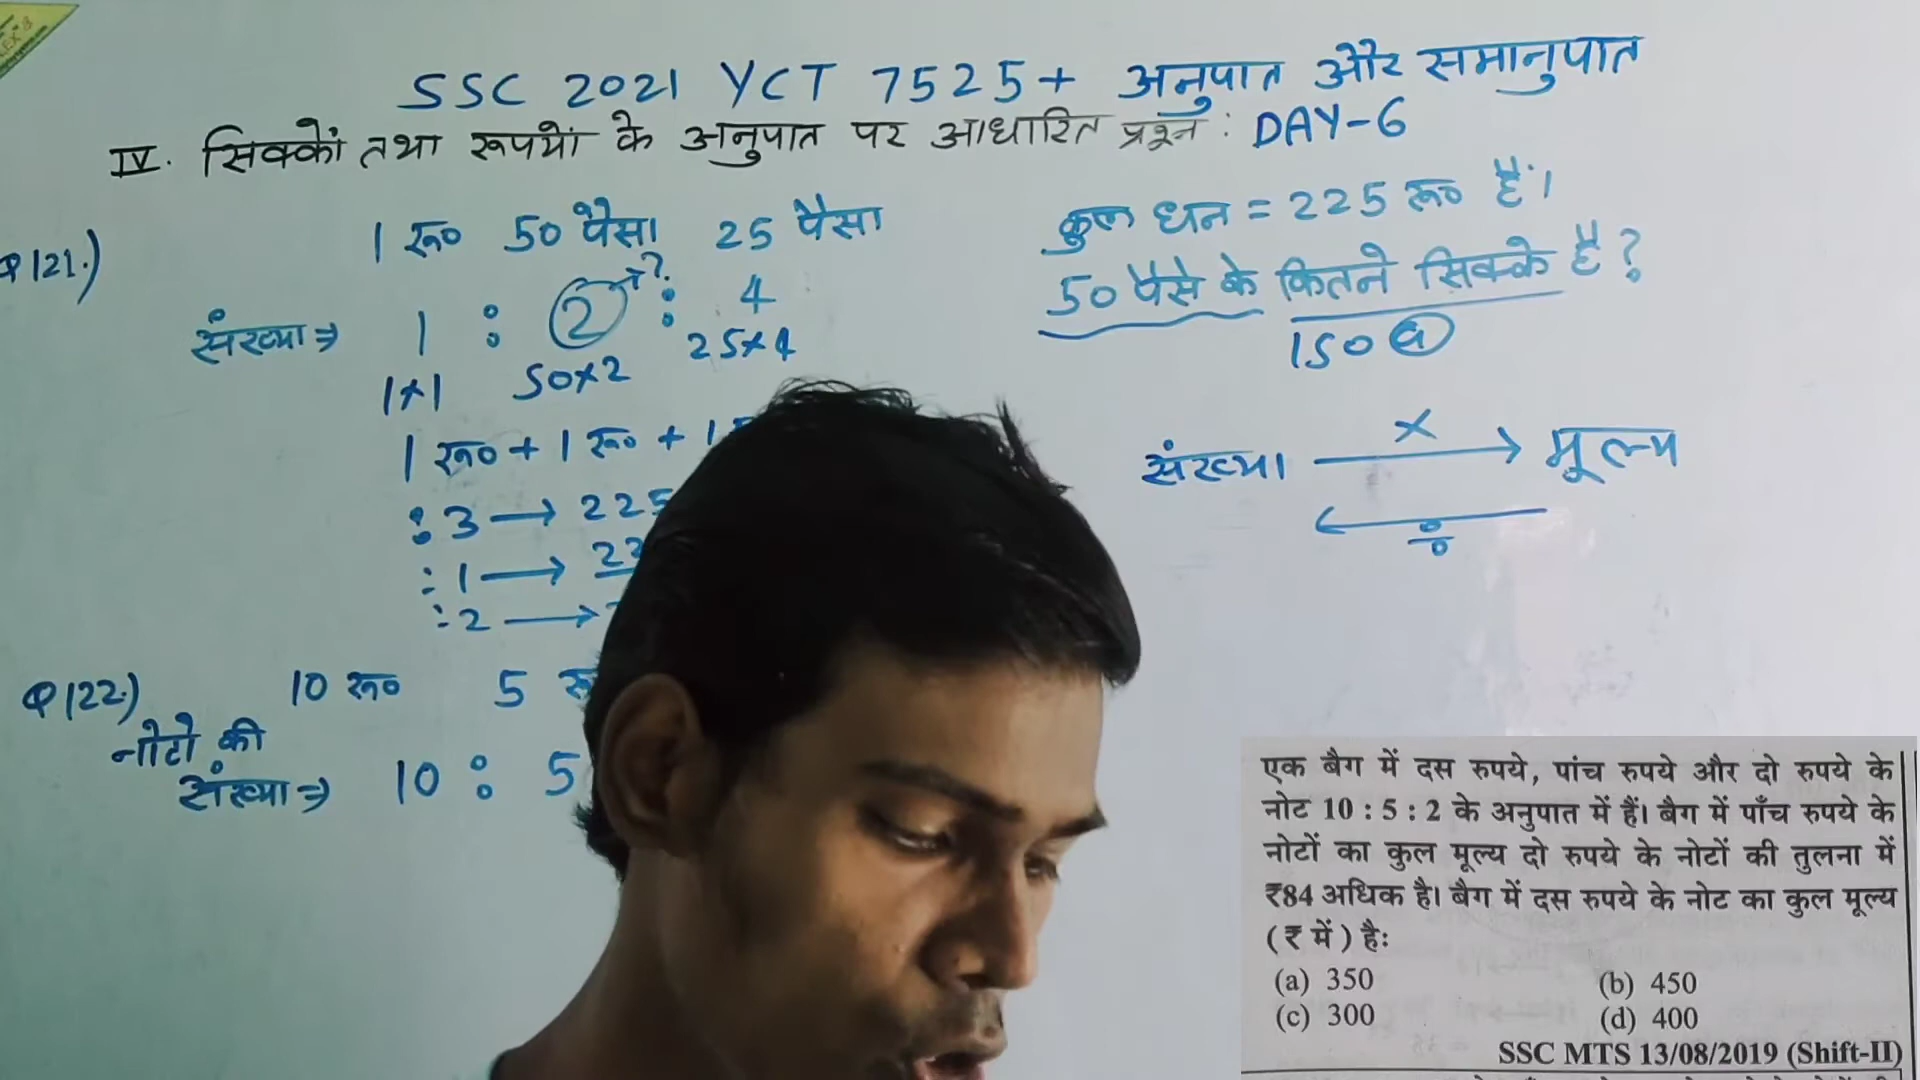 SSC 2021 YCT 7525+ अनुपात और समानुपात
IV. सिक्कों तथा रूपयों के अनुपात पर आधारित प्रश्न : DAY-6
Q121.) 1 रू० 50 पैसा 25 पैसा
संख्या ⇒ 1 : 2 : 4
→?
1×1 50×2 25×4
1 रू० + 1 रू० + 1
: 3 → 225
: 1 →
: 2 →
कुल धन = 225 रू० है।
50 पैसे के कितने सिक्के है?
150 a
संख्या × → मूल्य
← ÷
Q122.) 10 रू० 5
नोटो की
संख्या ⇒ 10 : 5
एक बैग में दस रुपये, पांच रुपये और दो रुपये के
नोट 10 : 5 : 2 के अनुपात में हैं। बैग में पाँच रुपये के
नोटों का कुल मूल्य दो रुपये के नोटों की तुलना में
₹84 अधिक है। बैग में दस रुपये के नोट का कुल मूल्य
(₹ में) है:
(a) 350 (b) 450
(c) 300 (d) 400
SSC MTS 13/08/2019 (Shift-II)